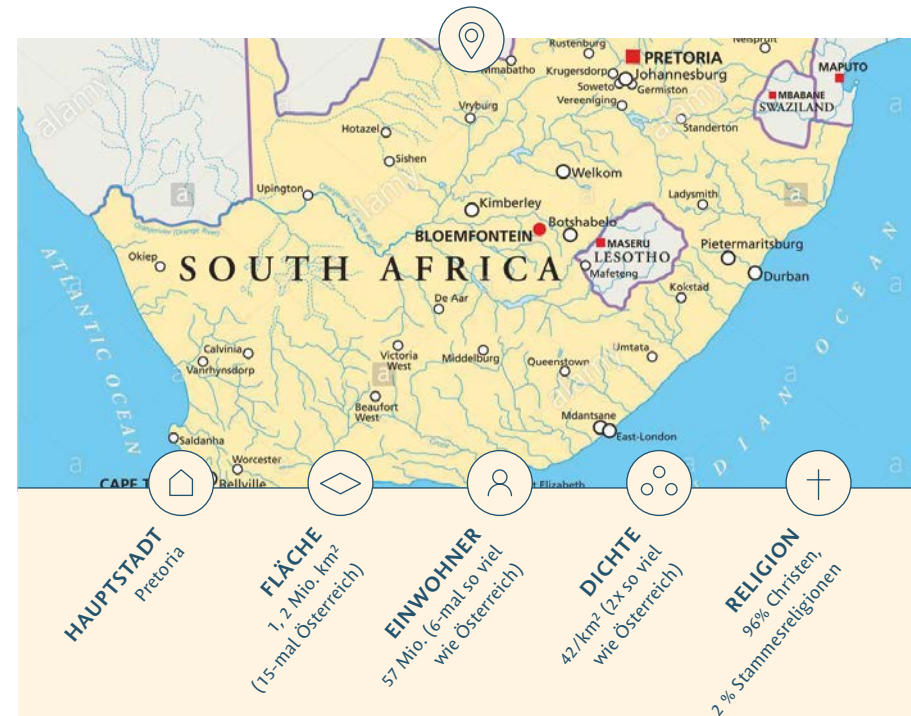 Rustenburg
Nelspruit
PRETORIA
Mmabatho
Krugersdorp
Johannesburg
MAPUTO
Soweto
Germiston
Vereeniging
MBABANE
SWAZILAND
Vryburg
Standerton
Hotazel
Sishen
alamy
Welkom
Upington
Ladysmith
Kimberley
Botshabelo
BLOEMFONTEIN
MASERU
LESOTHO
Pietermaritsburg
Okiep
SOUTH AFRICA
Mafeteng
Durban
Kokstad
ATLANTIC OCEAN
De Aar
Calvinia
Vanrhynsdorp
Victoria
West
Middelburg
Queenstown
Umtata
Beaufort
West
Mdantsane
East-London
INDIAN OCEAN
Saldanha
Worcester
CAPE T
Bellville
t Elizabeth
HAUPTSTADT
Pretoria
FLÄCHE
1, 2 Mio. km²
(15-mal Österreich)
EINWOHNER
57 Mio. (6-mal so viel
wie Österreich)
DICHTE
42/km² (2x so viel
wie Österreich)
RELIGION
96% Christen,
2 % Stammesreligionen